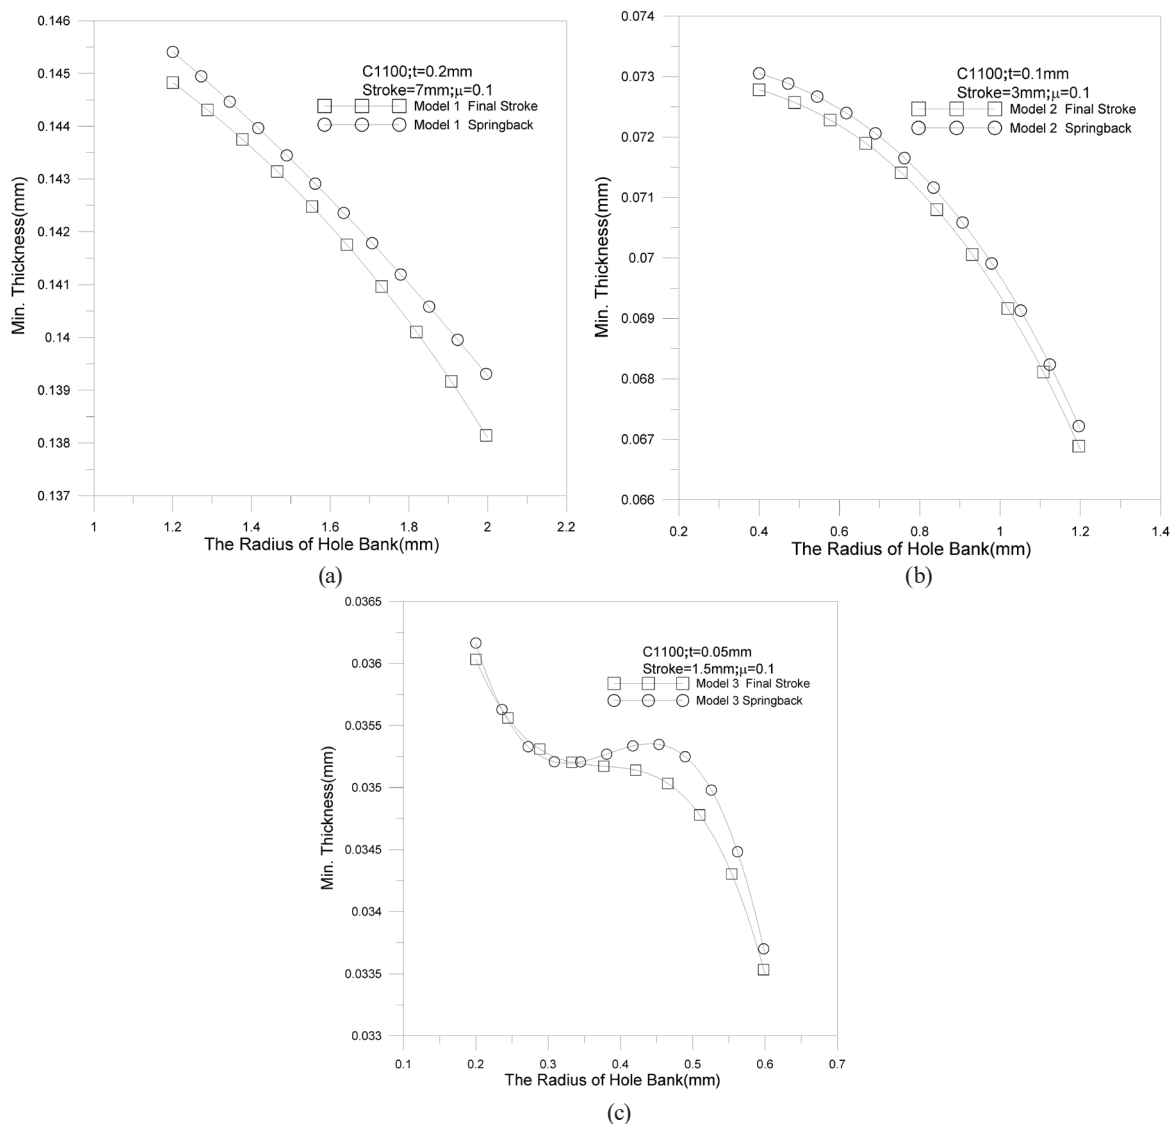 0.146
0.145
0.144
0.143
0.142
0.141
0.14
0.139
0.138
0.137
Min. Thickness(mm)
C1100;t=0.2mm
Stroke=7mm;μ=0.1
Model 1 Final Stroke
Model 1 Springback
1 1.2 1.4 1.6 1.8 2 2.2
The Radius of Hole Bank(mm)
(a)
0.074
0.073
0.072
0.071
0.07
0.069
0.068
0.067
0.066
Min. Thickness(mm)
C1100;t=0.1mm
Stroke=3mm;μ=0.1
Model 2 Final Stroke
Model 2 Springback
0.2 0.4 0.6 0.8 1 1.2 1.4
The Radius of Hole Bank(mm)
(b)
0.0365
0.036
0.0355
0.035
0.0345
0.034
0.0335
0.033
Min. Thickness(mm)
C1100;t=0.05mm
Stroke=1.5mm;μ=0.1
Model 3 Final Stroke
Model 3 Springback
0.1 0.2 0.3 0.4 0.5 0.6 0.7
The Radius of Hole Bank(mm)
(c)